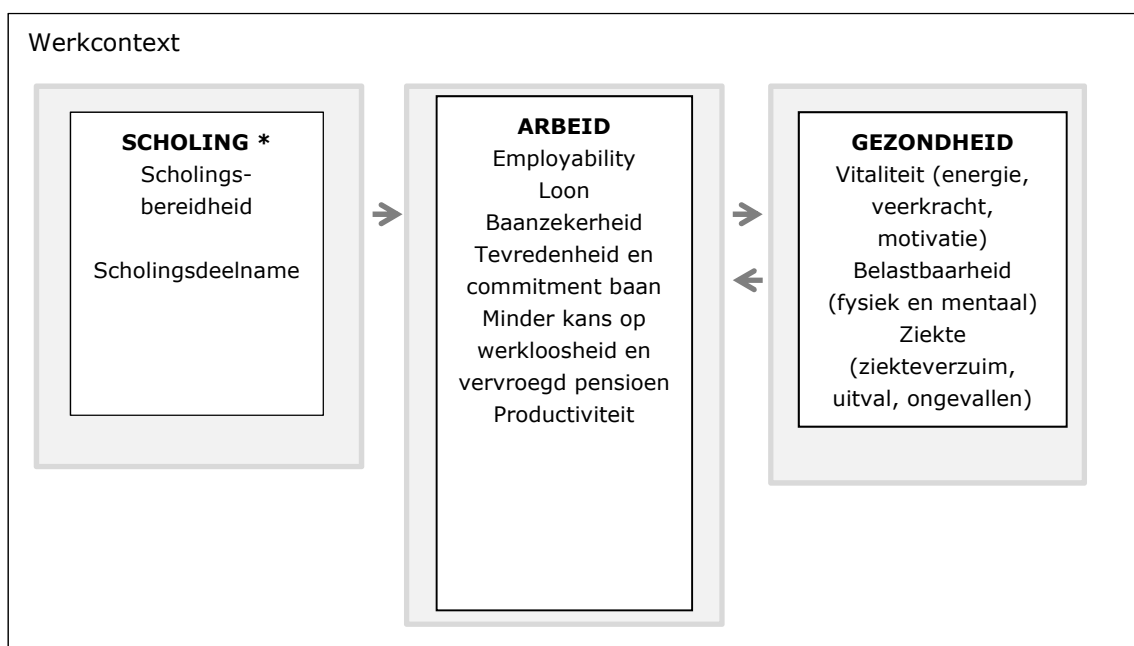 Werkcontext
SCHOLING *
Scholings-
bereidheid
Scholingsdeelname
ARBEID
Employability
Loon
Baanzekerheid
Tevredenheid en
commitment baan
Minder kans op
werkloosheid en
vervroegd pensioen
Productiviteit
GEZONDHEID
Vitaliteit (energie,
veerkracht,
motivatie)
Belastbaarheid
(fysiek en mentaal)
Ziekte
(ziekteverzuim,
uitval, ongevallen)